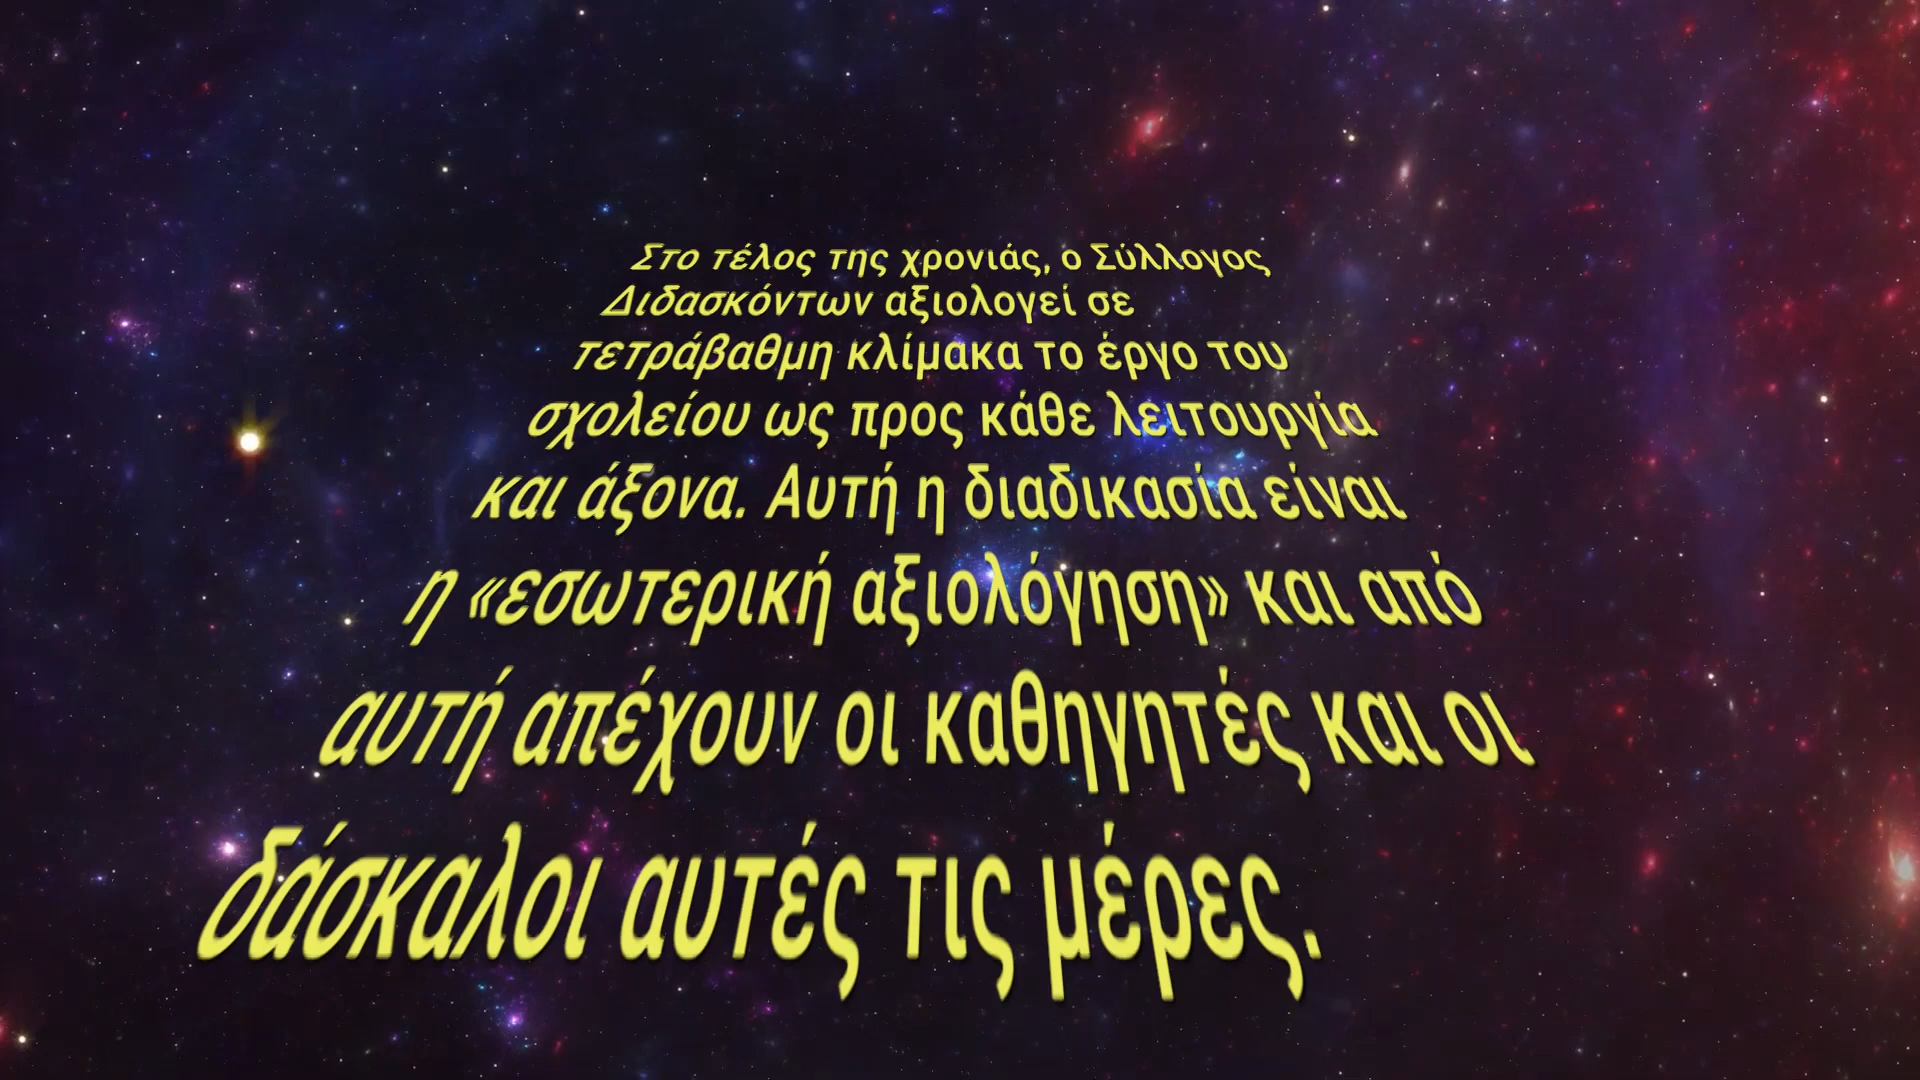 Στο τέλος της χρονιάς, ο Σύλλογος
Διδασκόντων αξιολογεί σε
τετράβαθμη κλίμακα το έργο του
σχολείου ως προς κάθε λειτουργία
και άξονα. Αυτή η διαδικασία είναι
η «εσωτερική αξιολόγηση» και από
αυτή απέχουν οι καθηγητές και οι
δάσκαλοι αυτές τις μέρες.